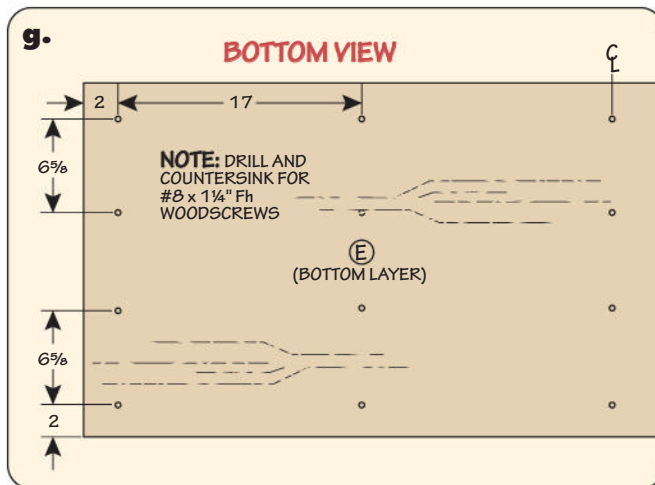 g.
BOTTOM VIEW
CL
2
17
6⅝
NOTE: DRILL AND
COUNTERSINK FOR
#8 x 1¼" Fh
WOODSCREWS
E
(BOTTOM LAYER)
6⅝
2